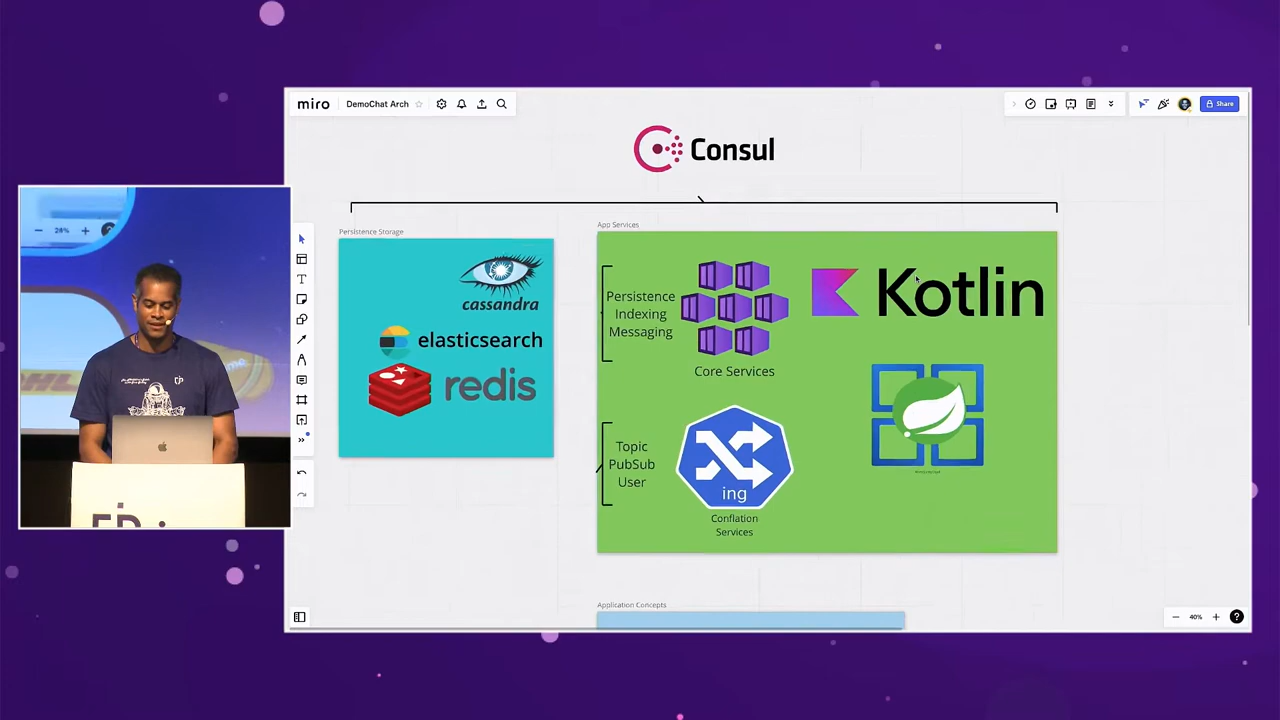 miro
DemoChat Arch
Share
Consul
Persistence Storage
cassandra
elasticsearch
redis
App Services
Persistence
Indexing
Messaging
Core Services
Kotlin
Topic
PubSub
User
ing
Conflation
Services
Application Concepts
40%
28%